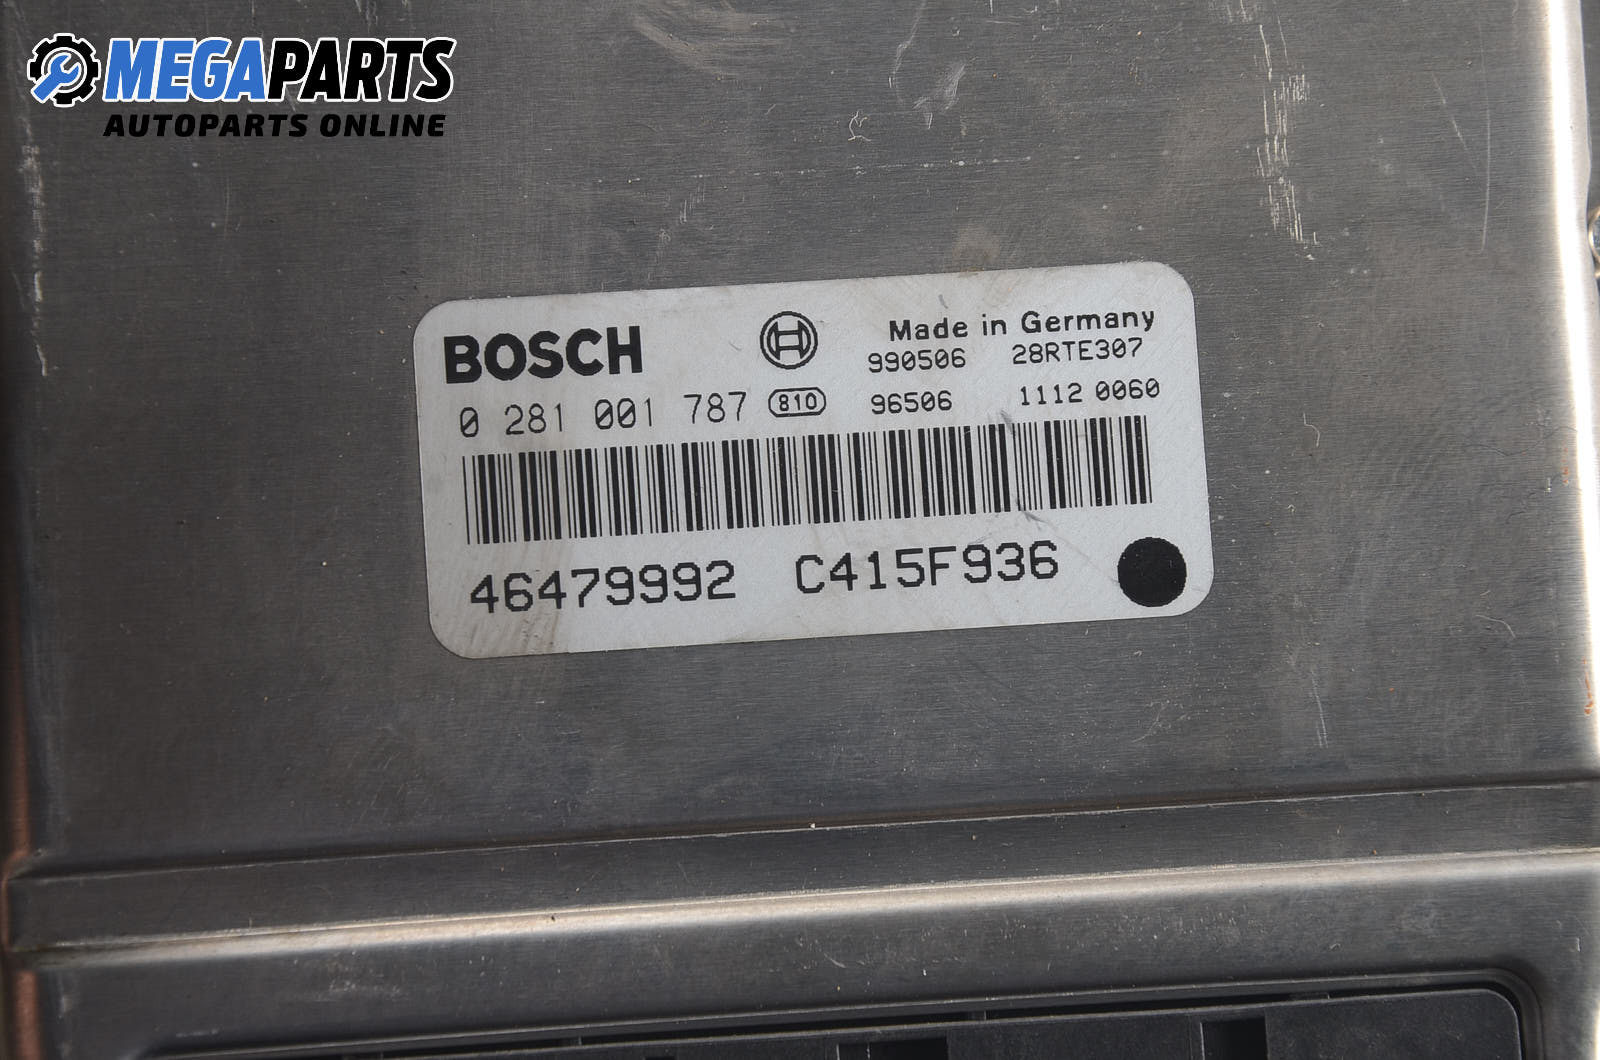 MEGAPARTS
AUTOPARTS ONLINE
BOSCH
Made in Germany
990506 28RTE307
0 281 001 787 810 96506 1112 0060
46479992 C415F936